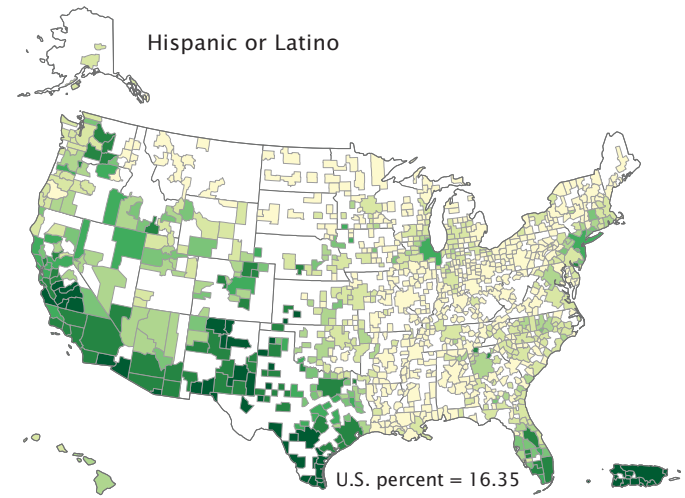 Hispanic or Latino
U.S. percent = 16.35